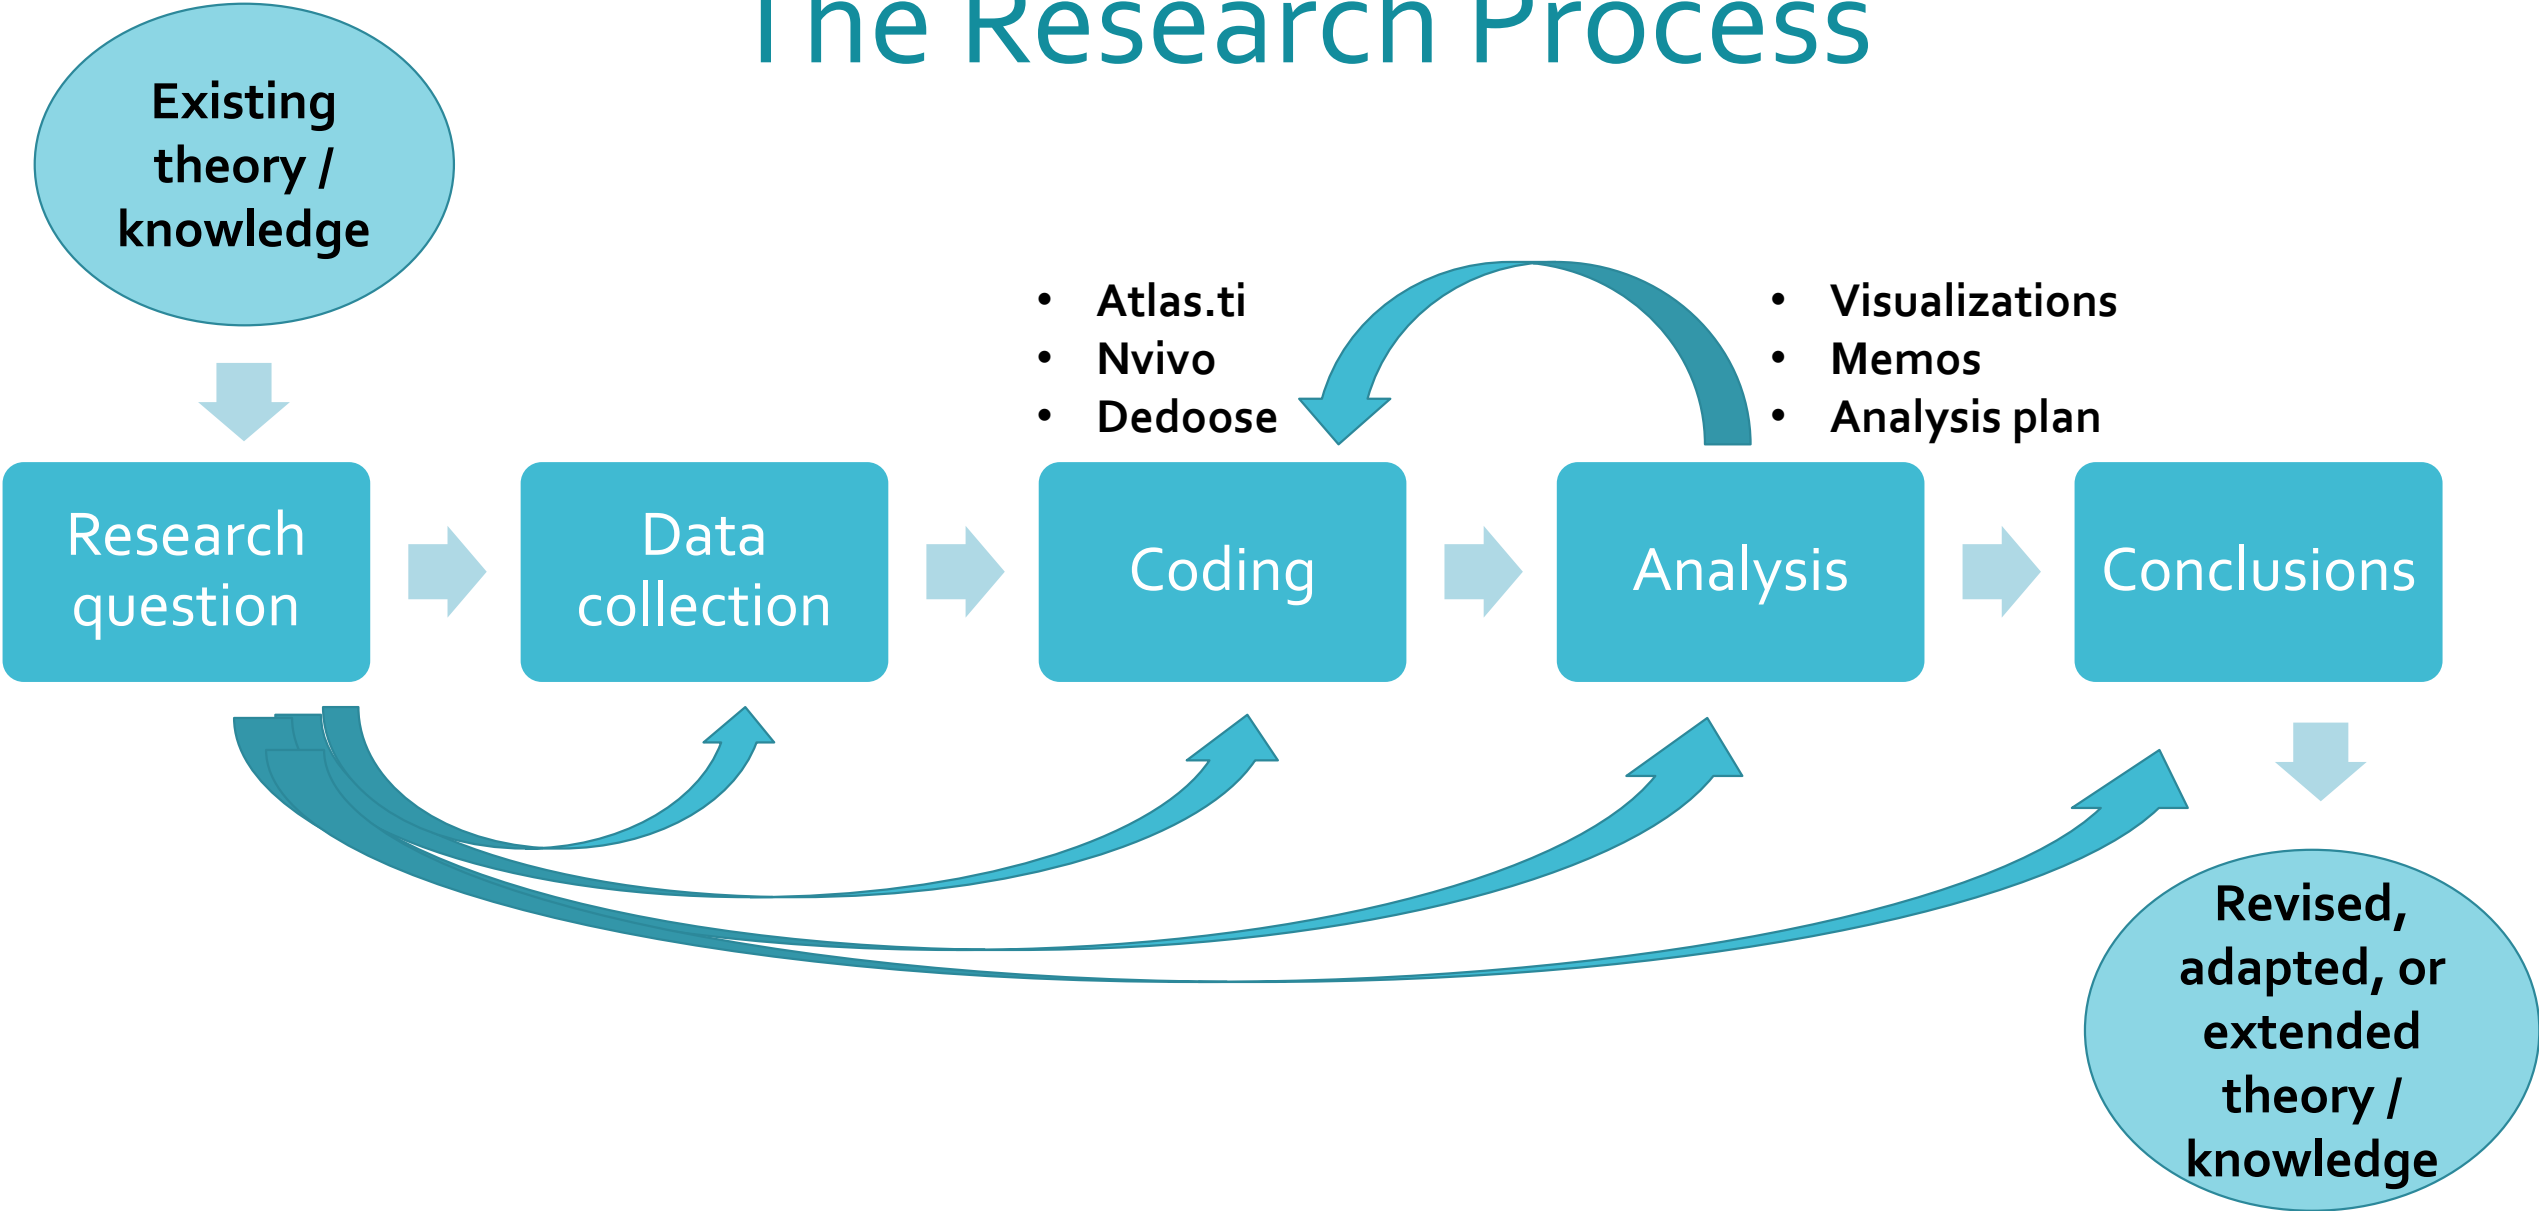 The Research Process
Existing
theory /
knowledge
• Atlas.ti
• Nvivo
• Dedoose
• Visualizations
• Memos
• Analysis plan
Research
question
Data
collection
Coding
Analysis
Conclusions
Revised,
adapted, or
extended
theory /
knowledge